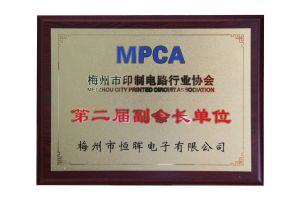 MPCA
梅州市印制电路行业协会
MEIZHOU CITY PRINTED CIRCUIT ASSOCIATION
第二届副会长单位
梅州市恒晖电子有限公司